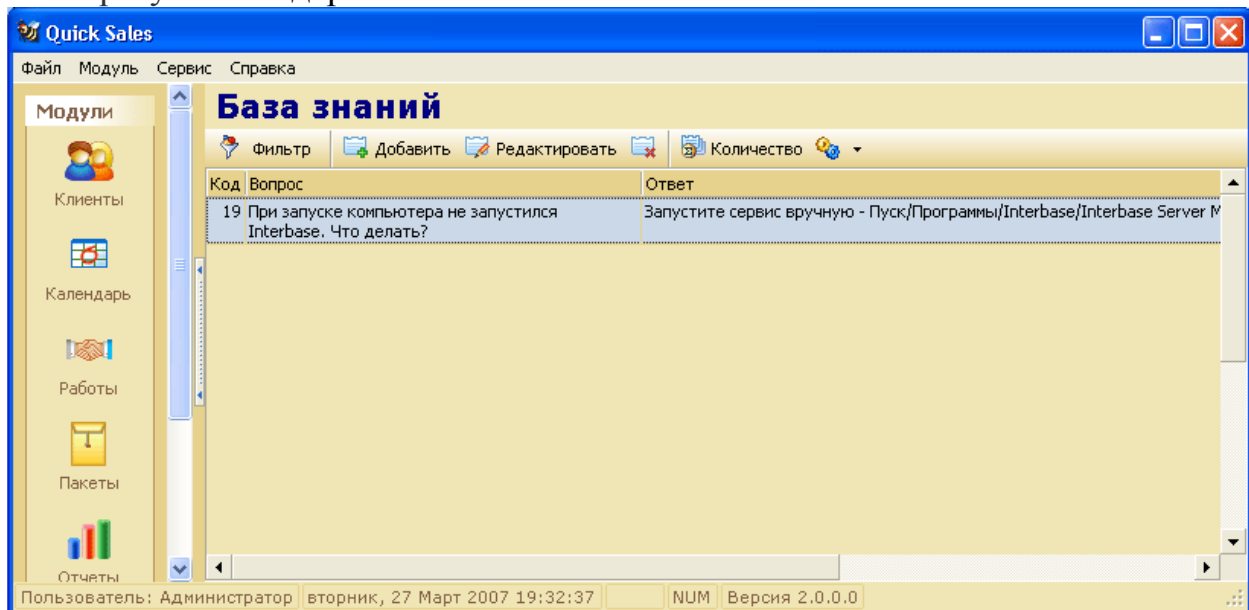 Quick Sales
Файл Модуль Сервис Справка
Модули
База знаний
Фильтр Добавить Редактировать Количество
Код Вопрос Ответ
19 При запуске компьютера не запустился Запустите сервис вручную - Пуск/Программы/Interbase/Interbase Server M
Interbase. Что делать?
Клиенты
Календарь
Работы
Пакеты
Отчеты
Пользователь: Администратор вторник, 27 Март 2007 19:32:37 NUM Версия 2.0.0.0